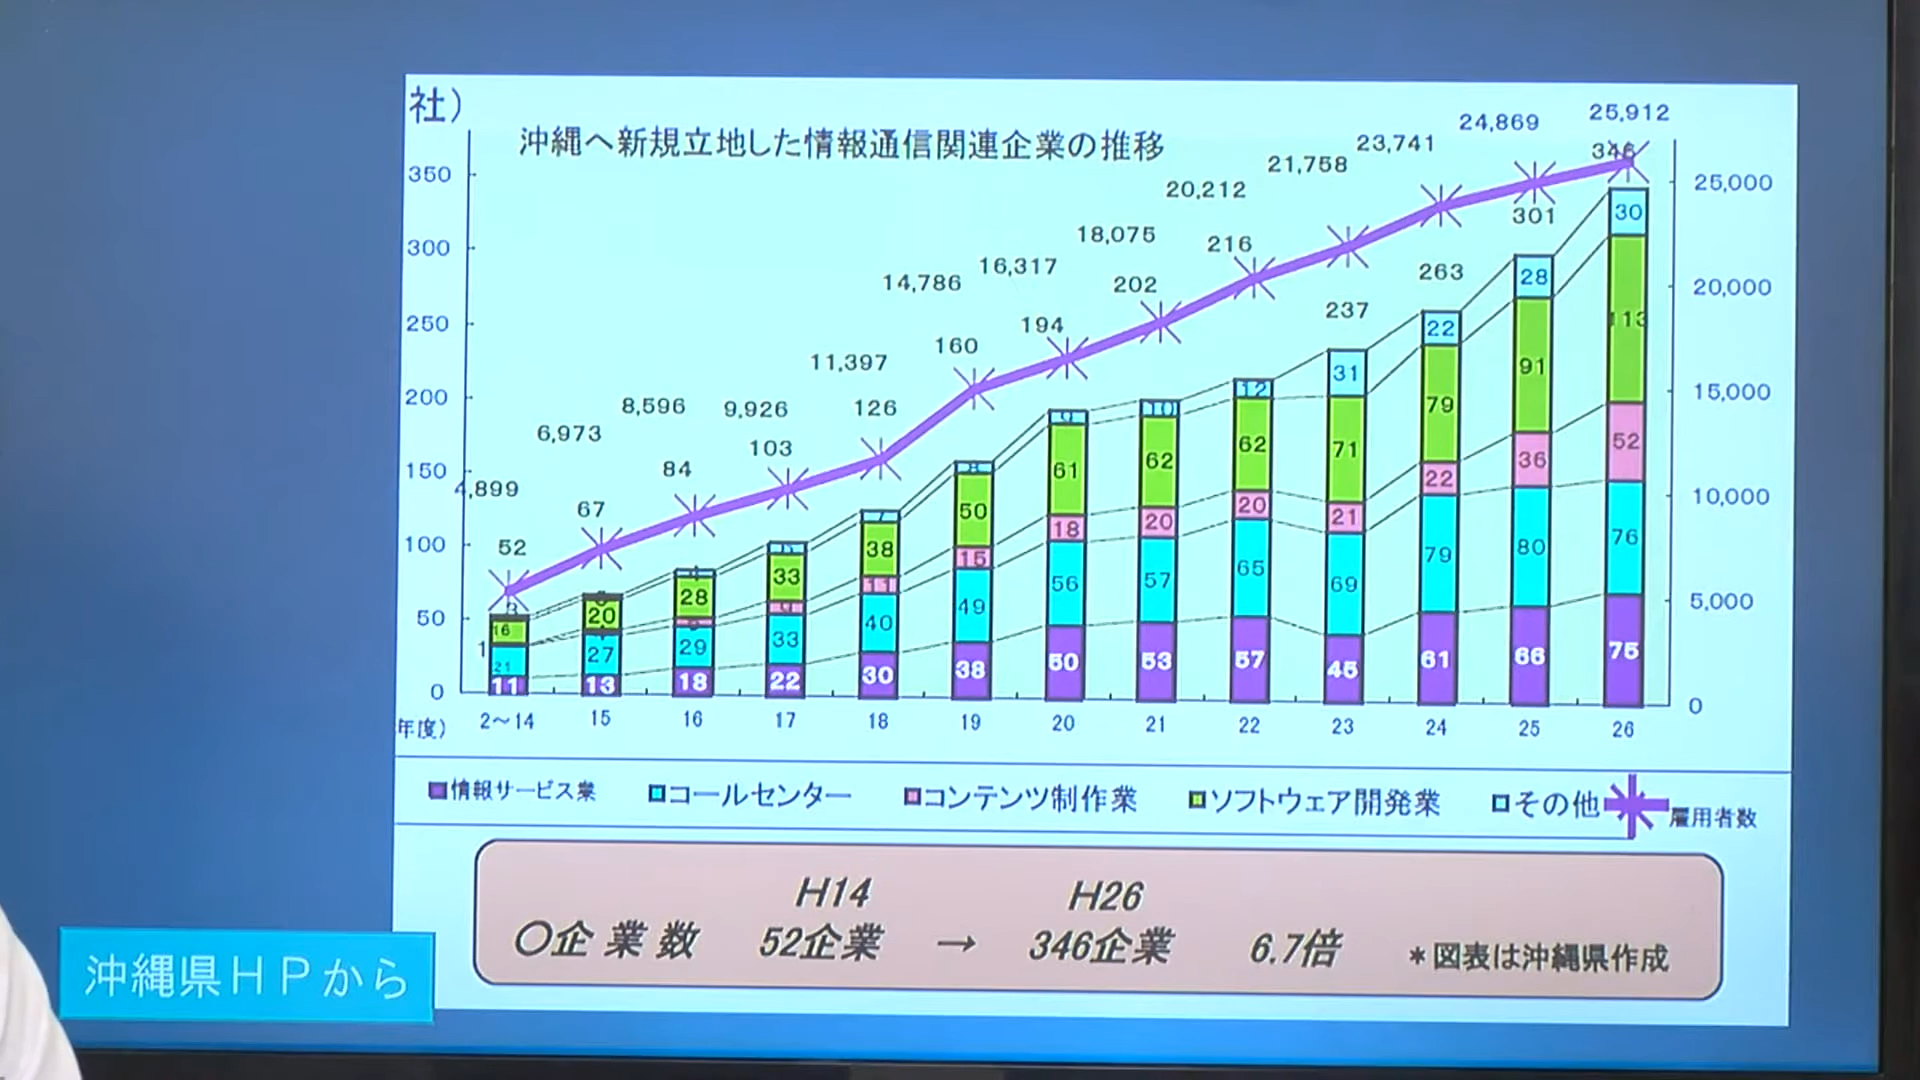 社)
沖縄へ新規立地した情報通信関連企業の推移
4,899 6,973 8,596 9,926 11,397 14,786 16,317 18,075 20,212 21,758 23,741 24,869 25,912
52 67 84 103 126 160 194 202 216 237 263 301 346
350
300
250
200
150
100
50
0
25,000
20,000
15,000
10,000
5,000
0
3 7 8 9 10 12 31 22 28 30
16 20 28 33 38 50 61 62 62 71 79 91 113
1 11 15 18 20 20 21 22 36 52
21 27 29 33 40 49 56 57 65 69 79 80 76
11 13 18 22 30 38 50 53 57 45 61 66 75
年度) 2～14 15 16 17 18 19 20 21 22 23 24 25 26
情報サービス業 コールセンター コンテンツ制作業 ソフトウェア開発業 その他 雇用者数
H14 H26
〇企業数 52企業 → 346企業 6.7倍 *図表は沖縄県作成
沖縄県ＨＰから